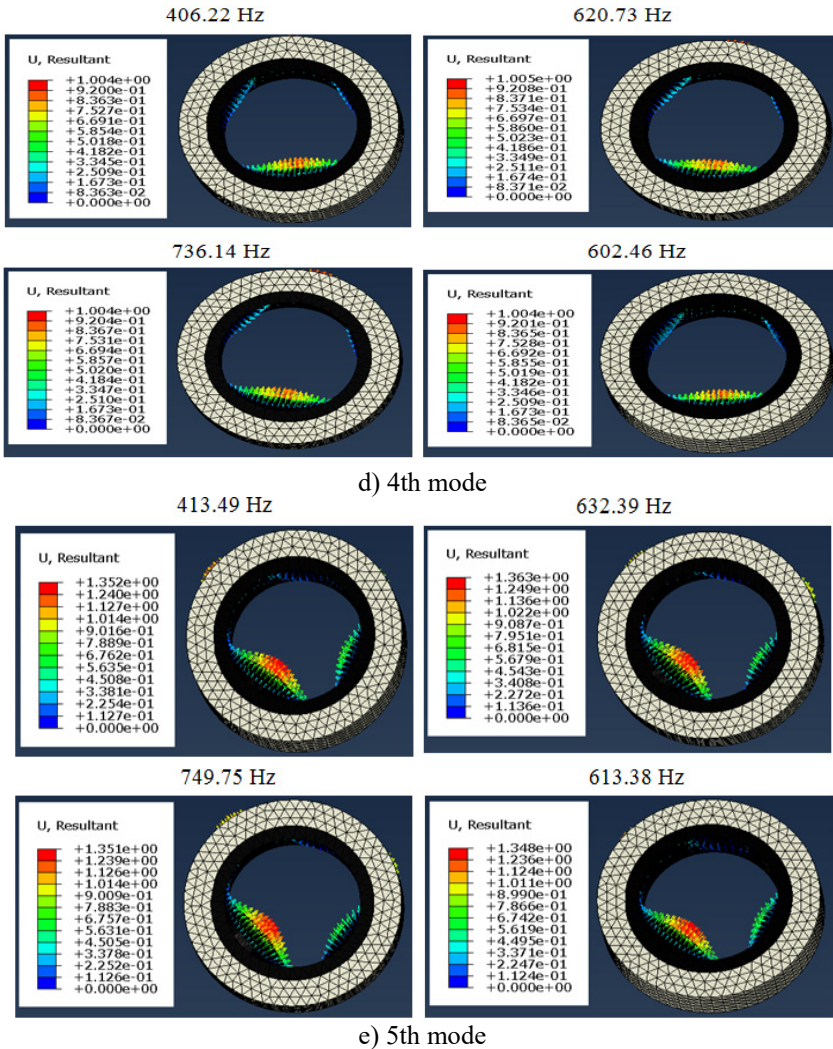 406.22 Hz
U, Resultant
+1.004e+00
+9.200e-01
+8.363e-01
+7.527e-01
+6.691e-01
+5.854e-01
+5.018e-01
+4.182e-01
+3.345e-01
+2.509e-01
+1.673e-01
+8.363e-02
+0.000e+00
620.73 Hz
U, Resultant
+1.005e+00
+9.208e-01
+8.371e-01
+7.534e-01
+6.697e-01
+5.860e-01
+5.023e-01
+4.186e-01
+3.349e-01
+2.511e-01
+1.674e-01
+8.371e-02
+0.000e+00
736.14 Hz
U, Resultant
+1.004e+00
+9.204e-01
+8.367e-01
+7.531e-01
+6.694e-01
+5.857e-01
+5.020e-01
+4.184e-01
+3.347e-01
+2.510e-01
+1.673e-01
+8.367e-02
+0.000e+00
602.46 Hz
U, Resultant
+1.004e+00
+9.201e-01
+8.365e-01
+7.528e-01
+6.692e-01
+5.855e-01
+5.019e-01
+4.182e-01
+3.346e-01
+2.509e-01
+1.673e-01
+8.365e-02
+0.000e+00
d) 4th mode
413.49 Hz
U, Resultant
+1.352e+00
+1.240e+00
+1.127e+00
+1.014e+00
+9.016e-01
+7.889e-01
+6.762e-01
+5.635e-01
+4.508e-01
+3.381e-01
+2.254e-01
+1.127e-01
+0.000e+00
632.39 Hz
U, Resultant
+1.363e+00
+1.249e+00
+1.136e+00
+1.022e+00
+9.087e-01
+7.951e-01
+6.815e-01
+5.679e-01
+4.543e-01
+3.408e-01
+2.272e-01
+1.136e-01
+0.000e+00
749.75 Hz
U, Resultant
+1.351e+00
+1.239e+00
+1.126e+00
+1.014e+00
+9.009e-01
+7.883e-01
+6.757e-01
+5.631e-01
+4.505e-01
+3.378e-01
+2.252e-01
+1.126e-01
+0.000e+00
613.38 Hz
U, Resultant
+1.348e+00
+1.236e+00
+1.124e+00
+1.011e+00
+8.990e-01
+7.866e-01
+6.742e-01
+5.619e-01
+4.495e-01
+3.371e-01
+2.247e-01
+1.124e-01
+0.000e+00
e) 5th mode